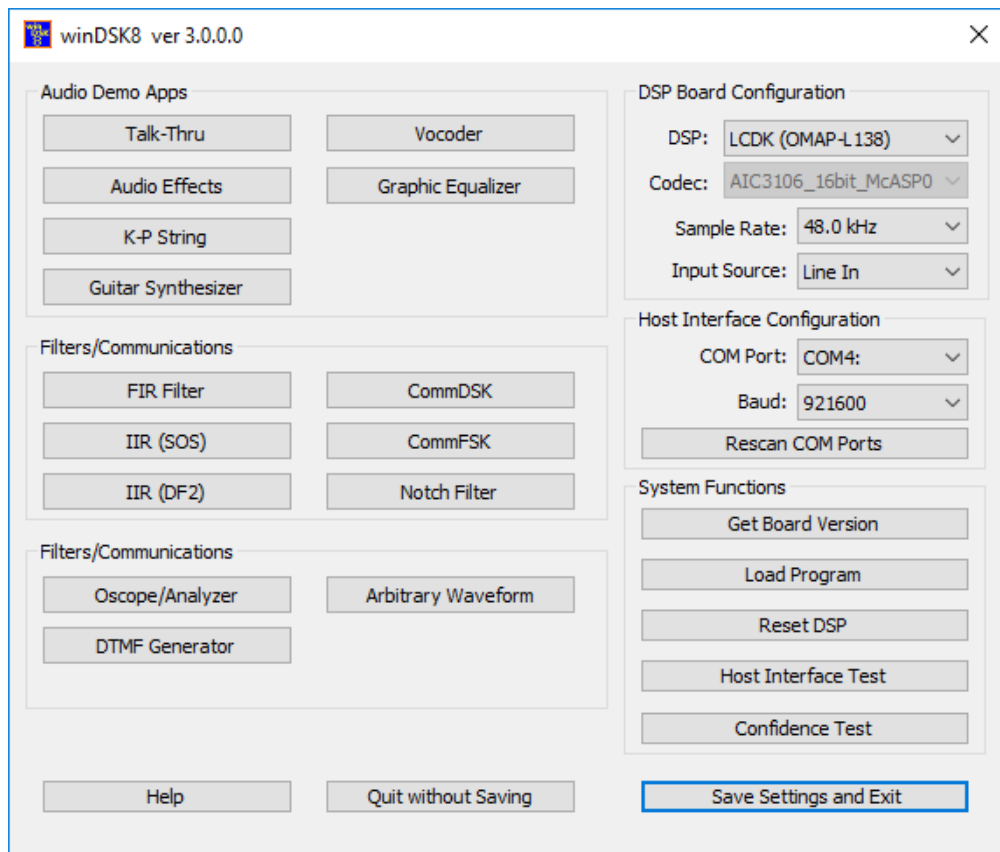 winDSK8 ver 3.0.0.0
Audio Demo Apps
Talk-Thru
Vocoder
Audio Effects
Graphic Equalizer
K-P String
Guitar Synthesizer
Filters/Communications
FIR Filter
CommDSK
IIR (SOS)
CommFSK
IIR (DF2)
Notch Filter
Filters/Communications
Oscope/Analyzer
Arbitrary Waveform
DTMF Generator
DSP Board Configuration
DSP: LCDK (OMAP-L138)
Codec: AIC3106_16bit_McASP0
Sample Rate: 48.0 kHz
Input Source: Line In
Host Interface Configuration
COM Port: COM4:
Baud: 921600
Rescan COM Ports
System Functions
Get Board Version
Load Program
Reset DSP
Host Interface Test
Confidence Test
Help
Quit without Saving
Save Settings and Exit